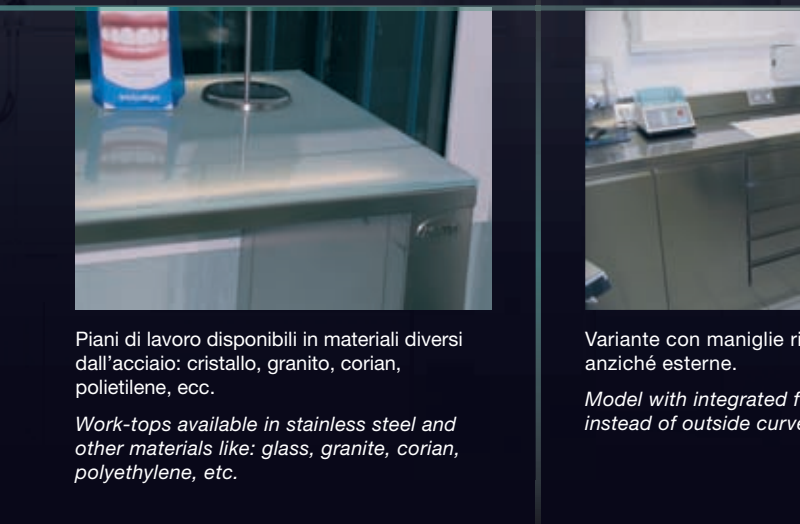 Piani di lavoro disponibili in materiali diversi
dall'acciaio: cristallo, granito, corian,
polietilene, ecc.
Work-tops available in stainless steel and
other materials like: glass, granite, corian,
polyethylene, etc.
Variante con maniglie
anziché esterne.
Model with integrated
instead of outside